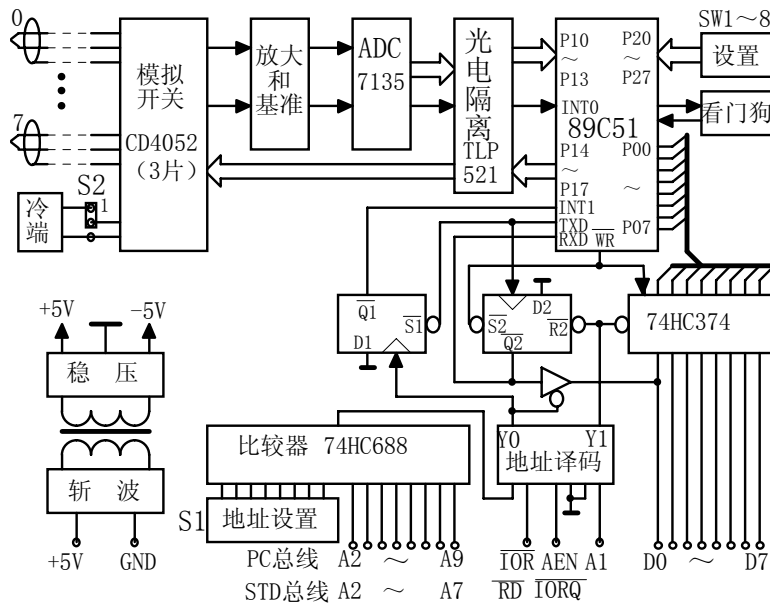 0
7
模拟
开关
CD4052
(3片)
S2
1
冷
端
放大
和
基准
ADC
7135
光
电
隔
离
TLP
521
P10
～
P13
INT0
89C51
P14
～
P17
INT1
TXD
RXD
WR
P20
～
P27
P00
～
P07
SW1～8
设置
看门狗
Q1
S1
D1
D2
S2
R2
Q2
74HC374
+5V
-5V
稳 压
斩 波
+5V
GND
比较器 74HC688
S1
地址设置
Y0
Y1
地址译码
PC总线 A2 ～ A9
IOR AEN A1
D0 ～ D7
STD总线 A2 ～ A7
RD IORQ